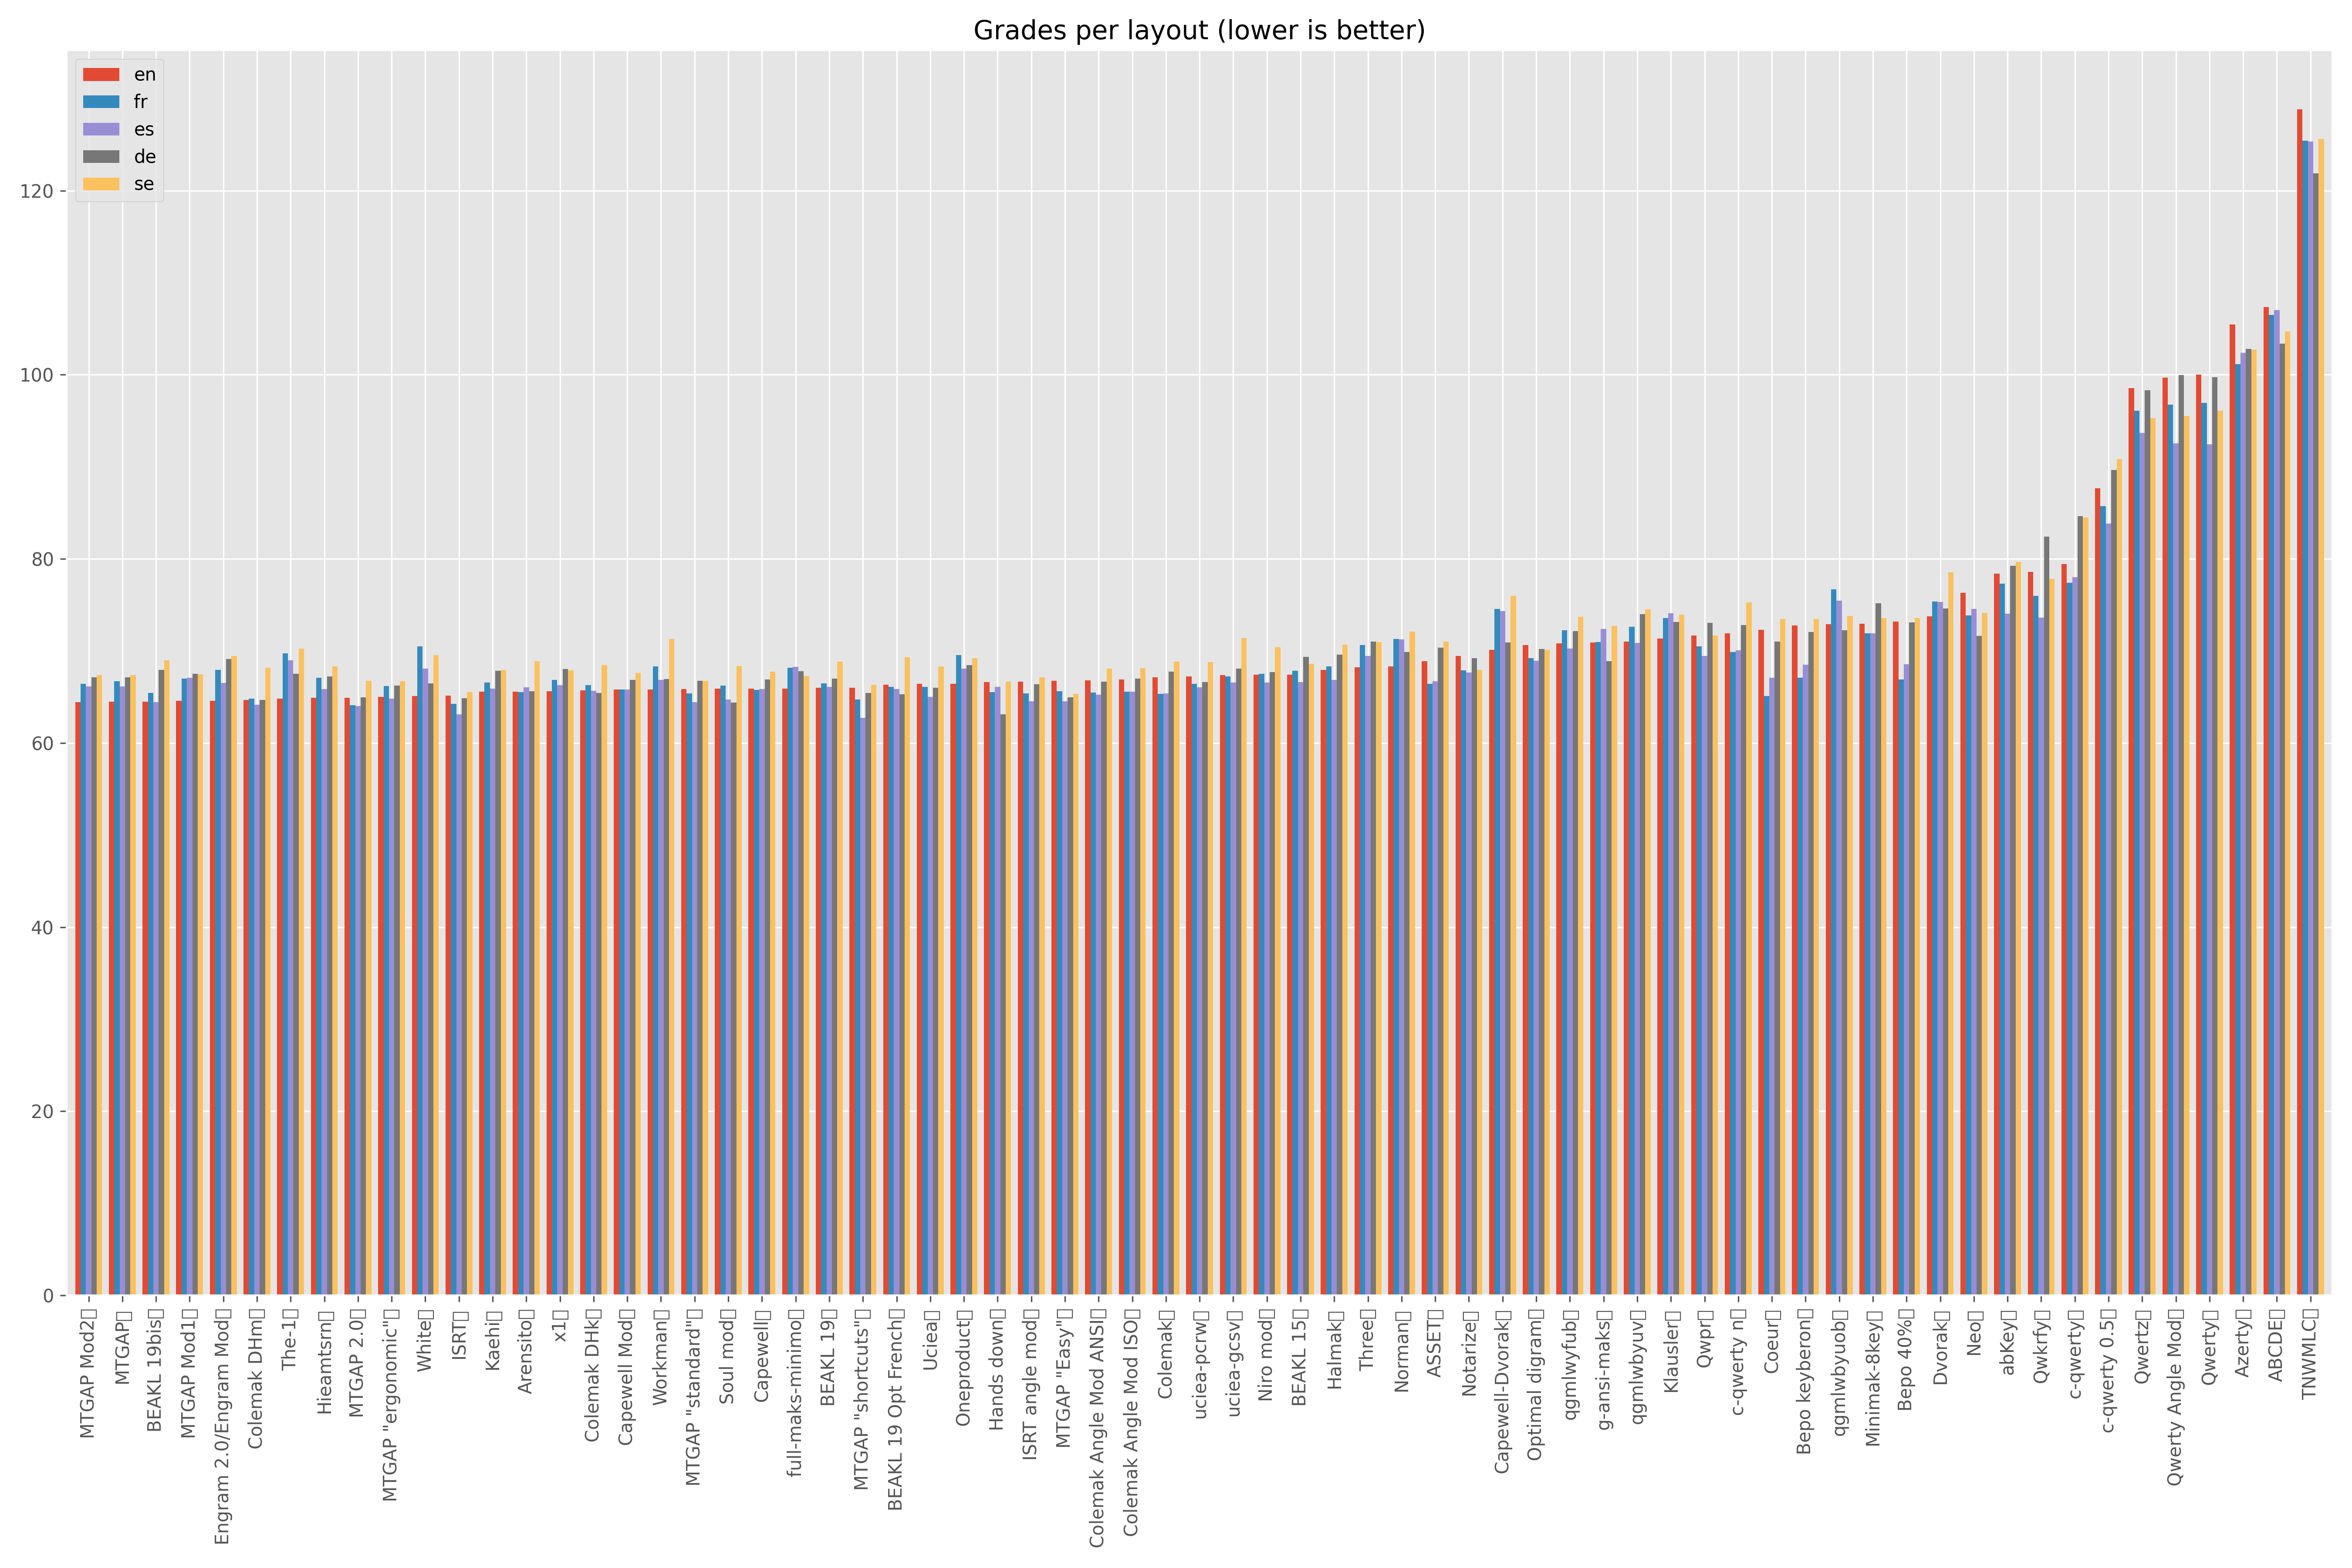 Grades per layout (lower is better)
en
fr
es
de
se
120
100
80
60
40
20
0
MTGAP Mod2
MTGAP
BEAKL 19bis
MTGAP Mod1
Engram 2.0/Engram Mod
Colemak DHm
The-1
Hieamtsrn
MTGAP 2.0
MTGAP "ergonomic"
White
ISRT
Kaehi
Arensito
x1
Colemak DHk
Capewell Mod
Workman
MTGAP "standard"
Soul mod
Capewell
full-maks-minimo
BEAKL 19
MTGAP "shortcuts"
BEAKL 19 Opt French
Uciea
Oneproduct
Hands down
ISRT angle mod
MTGAP "Easy"
Colemak Angle Mod ANSI
Colemak Angle Mod ISO
Colemak
uciea-pcrw
uciea-gcsv
Niro mod
BEAKL 15
Halmak
Three
Norman
ASSET
Notarize
Capewell-Dvorak
Optimal digram
qgmlwyfub
g-ansi-maks
qgmlwbyuv
Klausler
Qwpr
c-qwerty n
Coeur
Bepo keyberon
qgmlwbyuob
Minimak-8key
Bepo 40%
Dvorak
Neo
abKey
Qwkrfy
c-qwerty
c-qwerty 0.5
Qwertz
Qwerty Angle Mod
Qwerty
Azerty
ABCDE
TNWMLC